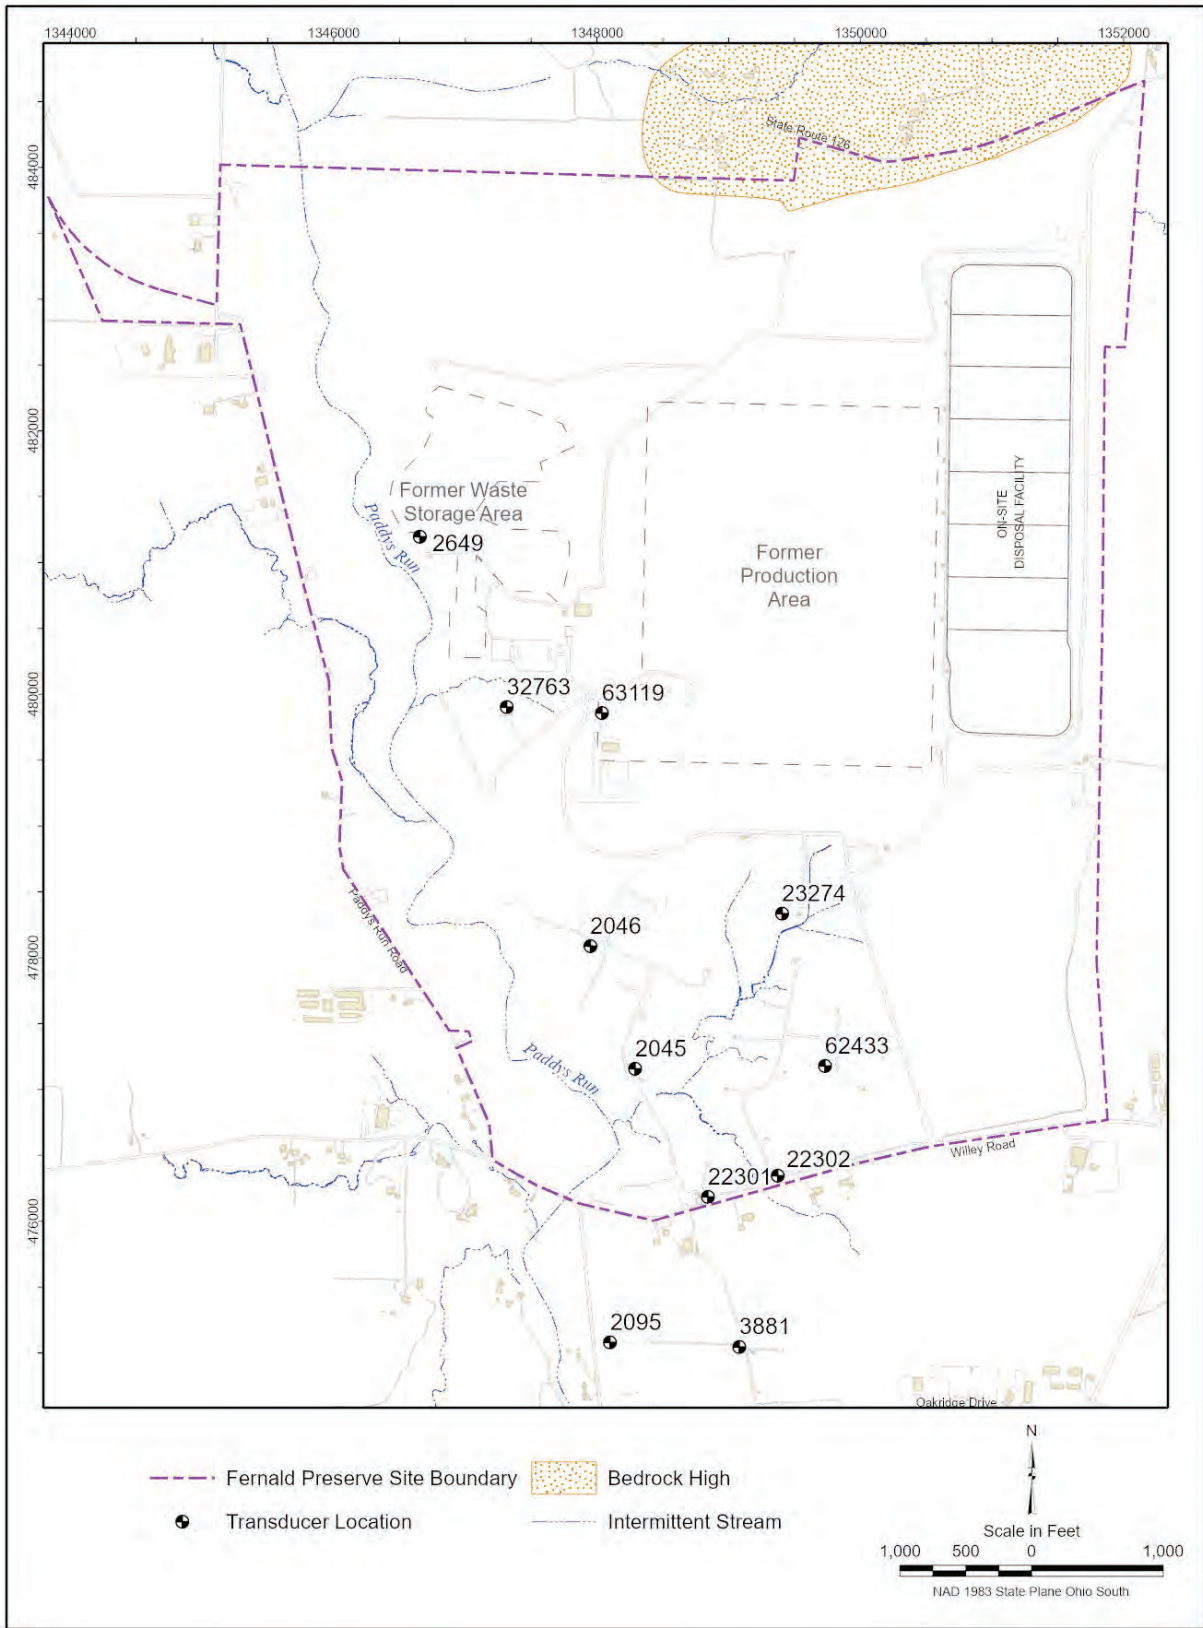 1344000
1346000
1348000
1350000
1352000
State Route 126
484000
482000
Former Waste
Storage Area
Paddys Run
2649
Former
Production
Area
ON-SITE
DISPOSAL FACILITY
480000
32763
63119
23274
2046
Paddys Run Road
478000
2045
62433
Paddys Run
Willey Road
22302
22301
476000
2095
3881
Oakridge Drive
N
Fernald Preserve Site Boundary
Bedrock High
Transducer Location
Intermittent Stream
Scale in Feet
1,000 500 0 1,000
NAD 1983 State Plane Ohio South